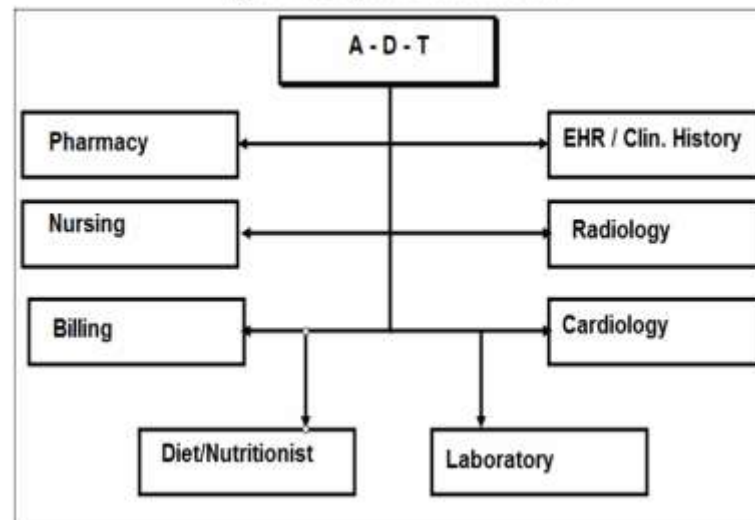 A - D - T
Pharmacy
EHR / Clin. History
Nursing
Radiology
Billing
Cardiology
Diet/Nutritionist
Laboratory